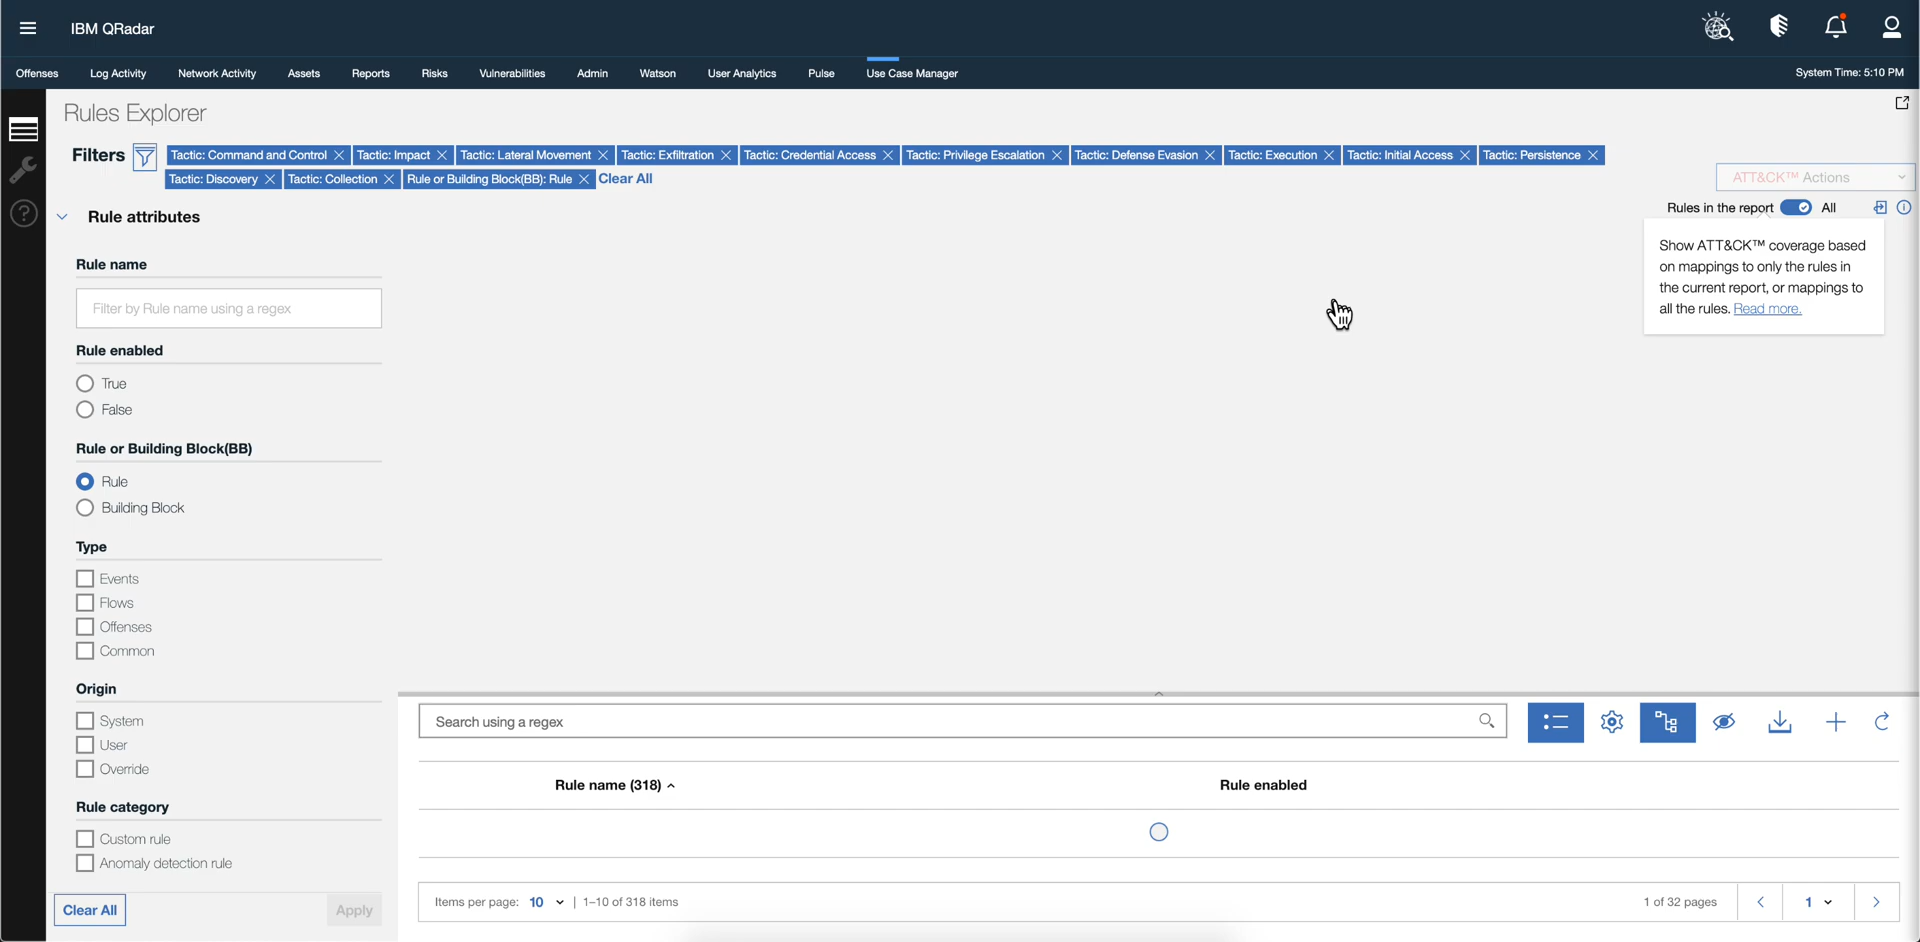 IBM QRadar
Offenses Log Activity Network Activity Assets Reports Risks Vulnerabilities Admin Watson User Analytics Pulse Use Case Manager System Time: 5:10 PM
Rules Explorer
Filters Tactic: Command and Control Tactic: Impact Tactic: Lateral Movement Tactic: Exfiltration Tactic: Credential Access Tactic: Privilege Escalation Tactic: Defense Evasion Tactic: Execution Tactic: Initial Access Tactic: Persistence
Tactic: Discovery Tactic: Collection Rule or Building Block(BB): Rule Clear All
ATT&CK™ Actions
Rules in the report All
Show ATT&CK™ coverage based
on mappings to only the rules in
the current report, or mappings to
all the rules. Read more.
Rule attributes
Rule name
Filter by Rule name using a regex
Rule enabled
True
False
Rule or Building Block(BB)
Rule
Building Block
Type
Events
Flows
Offenses
Common
Origin
System
User
Override
Rule category
Custom rule
Anomaly detection rule
Clear All Apply
Search using a regex
Rule name (318) Rule enabled
Items per page: 10 | 1–10 of 318 items 1 of 32 pages 1